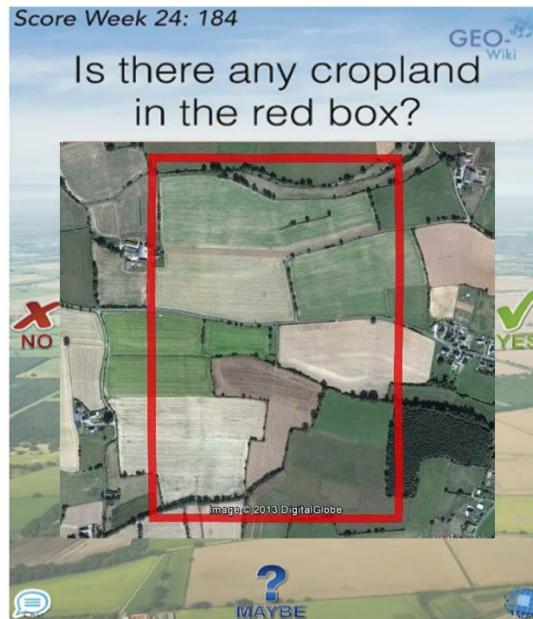 Score Week 24: 184
GEO-
Wiki
Is there any cropland
in the red box?
NO
YES
Image © 2013 DigitalGlobe
MAYBE